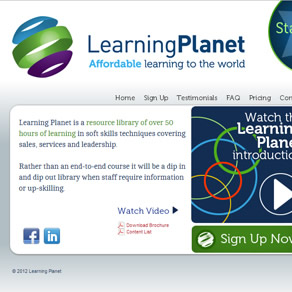 Sta
LearningPlanet
Affordable learning to the world
Home Sign Up Testimonials FAQ Pricing Con
Learning Planet is a resource library of over 50
hours of learning in soft skills techniques covering
sales, services and leadership.
Rather than an end-to-end course it will be a dip in
and dip out library when staff require information
or up-skilling.
Watch Video
Download Brochure
Content List
Watch th
Learnin
Plane
introductio
Sign Up Now
© 2012 Learning Planet